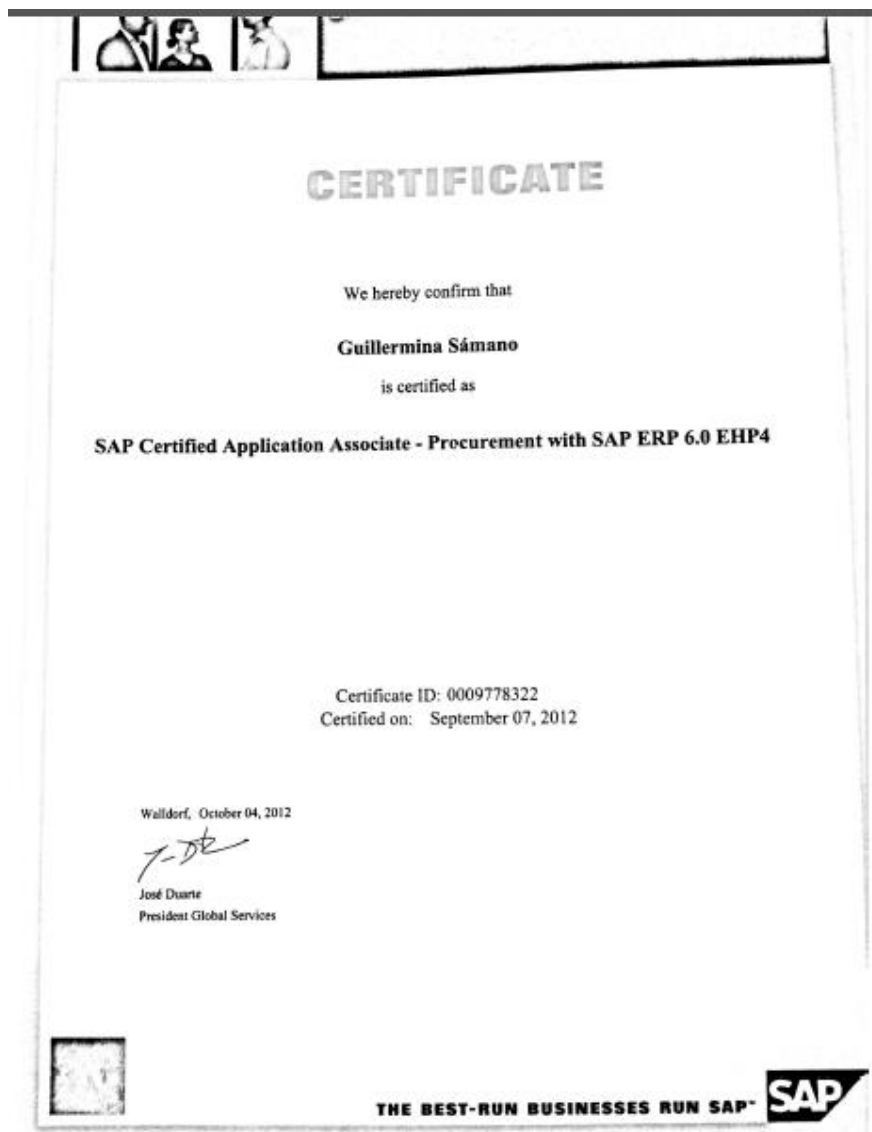 CERTIFICATE
We hereby confirm that
Guillermina Sámano
is certified as
SAP Certified Application Associate - Procurement with SAP ERP 6.0 EHP4
Certificate ID: 0009778322
Certified on: September 07, 2012
Walldorf, October 04, 2012
José Duarte
President Global Services
THE BEST-RUN BUSINESSES RUN SAP™
SAP